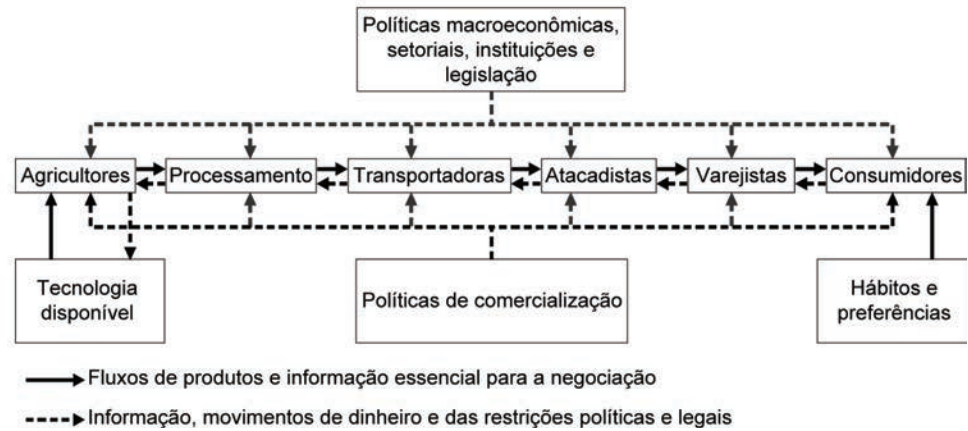 Políticas macroeconômicas,
setoriais, instituições e
legislação
Agricultores
Processamento
Transportadoras
Atacadistas
Varejistas
Consumidores
Tecnologia
disponível
Políticas de comercialização
Hábitos e
preferências
Fluxos de produtos e informação essencial para a negociação
Informação, movimentos de dinheiro e das restrições políticas e legais